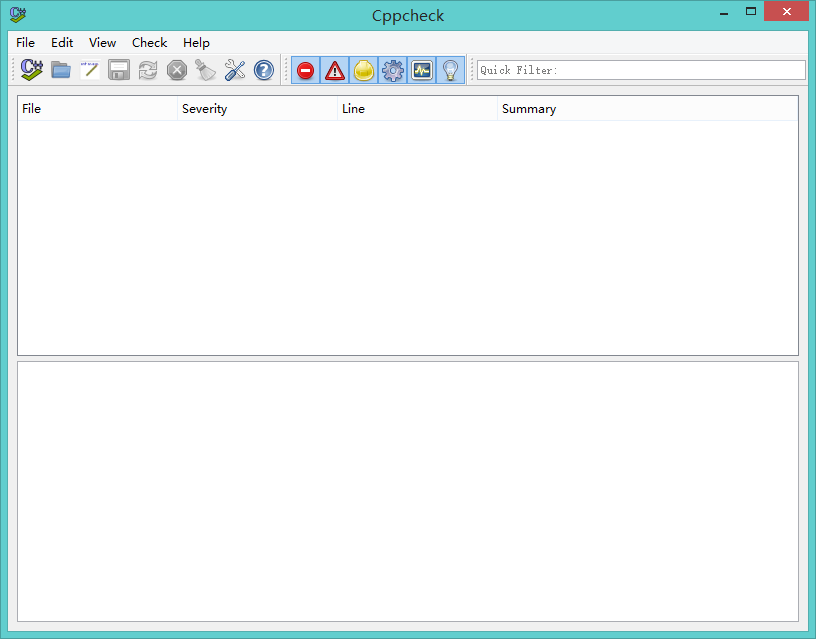 Cppcheck
File Edit View Check Help
Quick Filter:
File Severity Line Summary